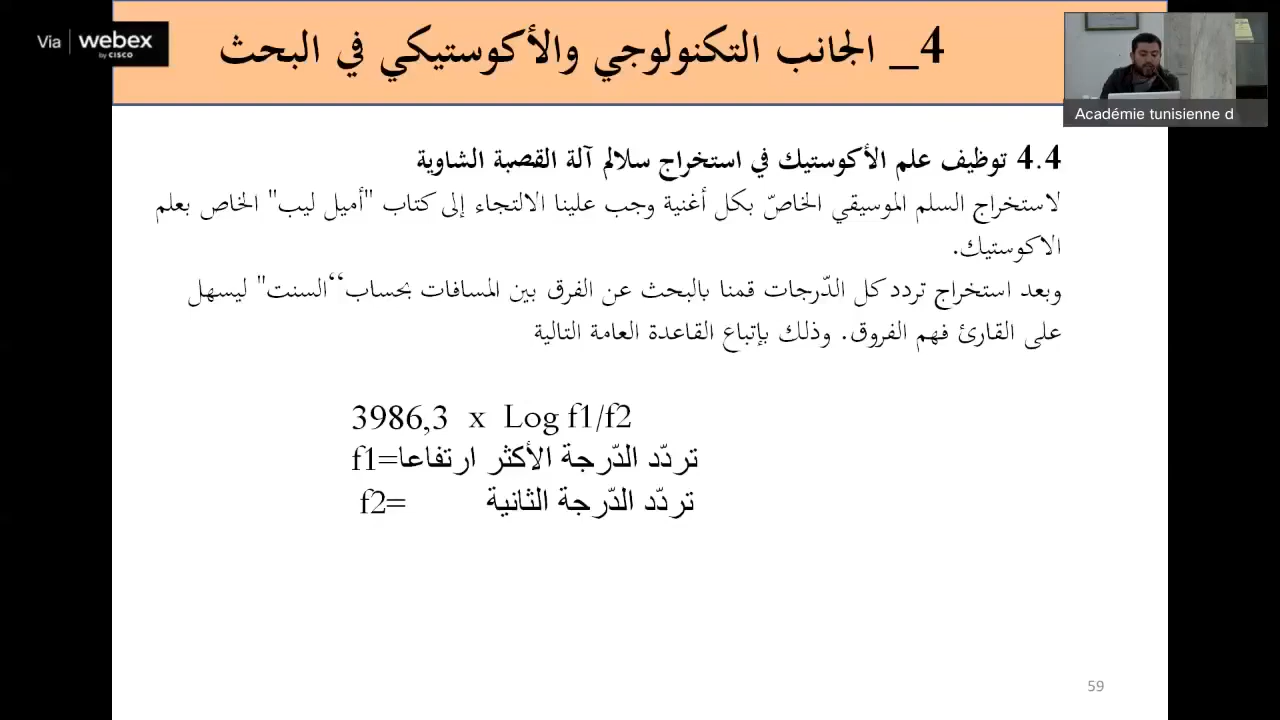 Via webex
by CISCO
4_ الجانب التكنولوجي والأكوستيكي في البحث
Académie tunisienne d
4.4 توظيف علم الأكوستيك في استخراج سلالم آلة القصبة الشاوية
لاستخراج السلم الموسيقي الخاصّ بكل أغنية وجب علينا الالتجاء إلى كتاب "أميل ليب" الخاص بعلم
الاكوستيك.
وبعد استخراج تردد كل الدّرجات قمنا بالبحث عن الفرق بين المسافات بحساب“السنت" ليسهل
على القارئ فهم الفروق. وذلك بإتباع القاعدة العامة التالية
3986,3 x Log f1/f2
f1=تردّد الدّرجة الأكثر ارتفاعا
f2= تردّد الدّرجة الثانية
59